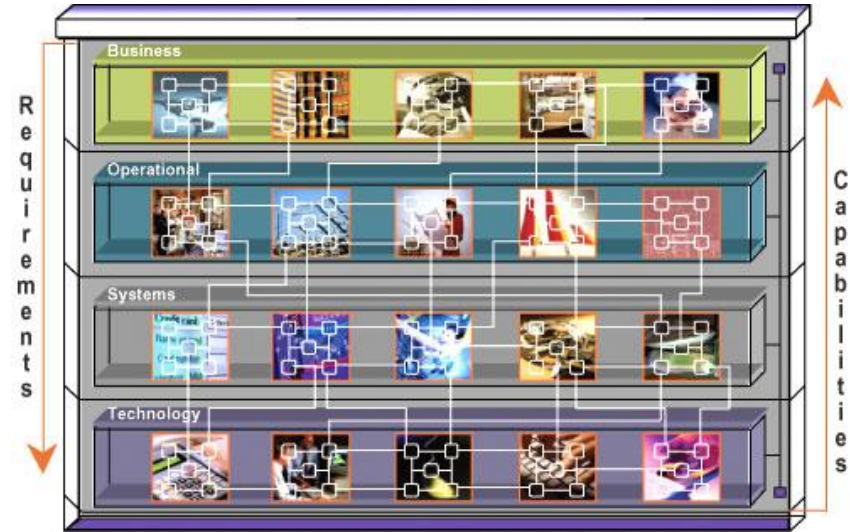 Business
Requirements
Operational
Capabilities
Systems
Technology